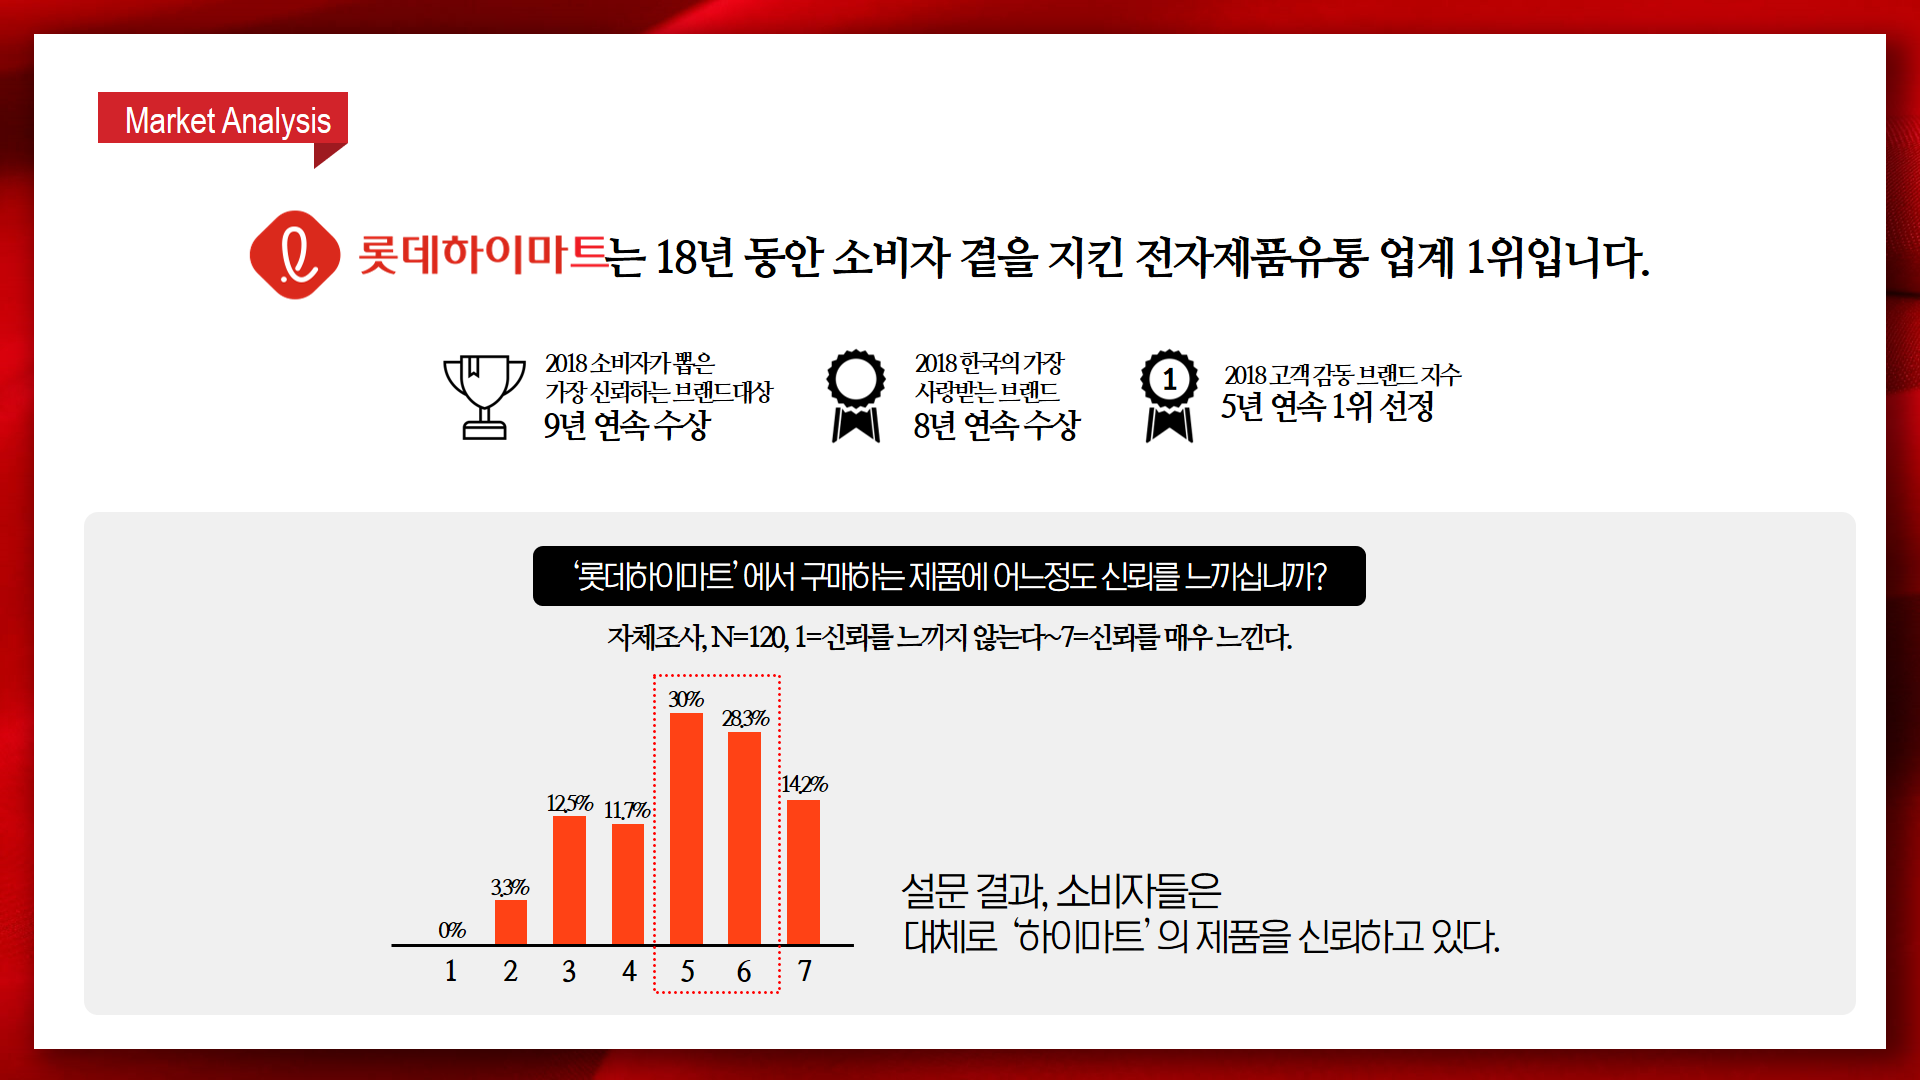 Market Analysis
롯데하이마트는 18년 동안 소비자 곁을 지킨 전자제품유통 업계 1위입니다.
2018 소비자가 뽑은
가장 신뢰하는 브랜드대상
9년 연속 수상
2018 한국의 가장
사랑받는 브랜드
8년 연속 수상
1
2018 고객 감동 브랜드 지수
5년 연속 1위 선정
‘롯데하이마트’ 에서 구매하는 제품에 어느정도 신뢰를 느끼십니까?
자체조사, N=120, 1=신뢰를 느끼지 않는다~7=신뢰를 매우 느낀다.
0% 3.3% 12.5% 11.7% 30% 28.3% 14.2%
1 2 3 4 5 6 7
설문 결과, 소비자들은
대체로 ‘하이마트’ 의 제품을 신뢰하고 있다.